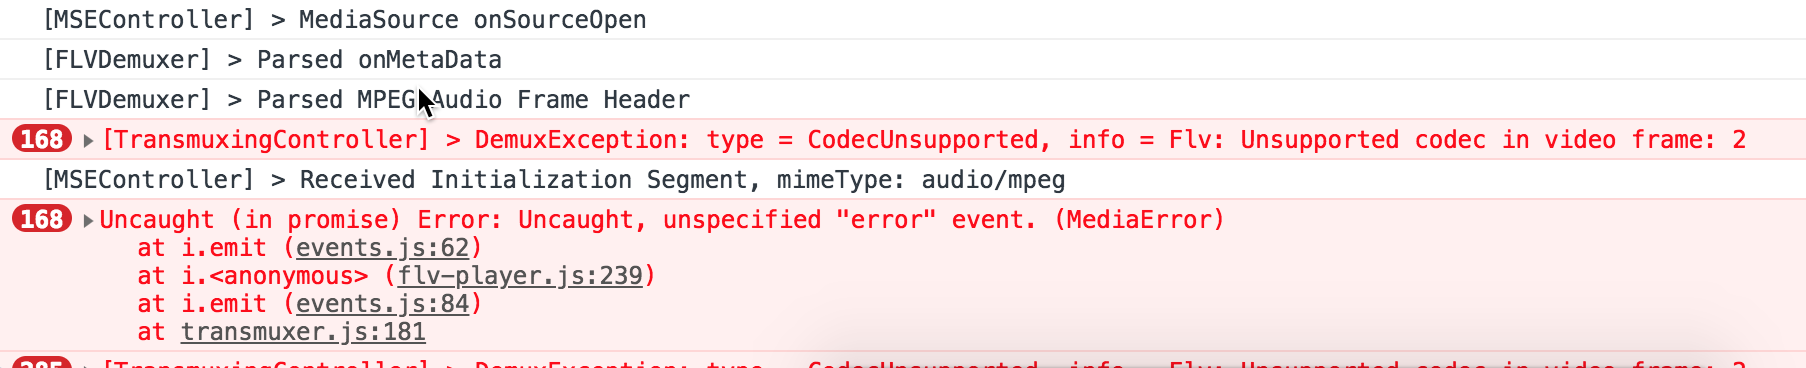 [MSEController] > MediaSource onSourceOpen
[FLVDemuxer] > Parsed onMetaData
[FLVDemuxer] > Parsed MPEG Audio Frame Header
168 [TransmuxingController] > DemuxException: type = CodecUnsupported, info = Flv: Unsupported codec in video frame: 2
[MSEController] > Received Initialization Segment, mimeType: audio/mpeg
168 Uncaught (in promise) Error: Uncaught, unspecified "error" event. (MediaError)
at i.emit (events.js:62)
at i.<anonymous> (flv-player.js:239)
at i.emit (events.js:84)
at transmuxer.js:181
[TransmuxingController] > DemuxException: type = CodecUnsupported, info = Flv: Unsupported codec in video frame: 2